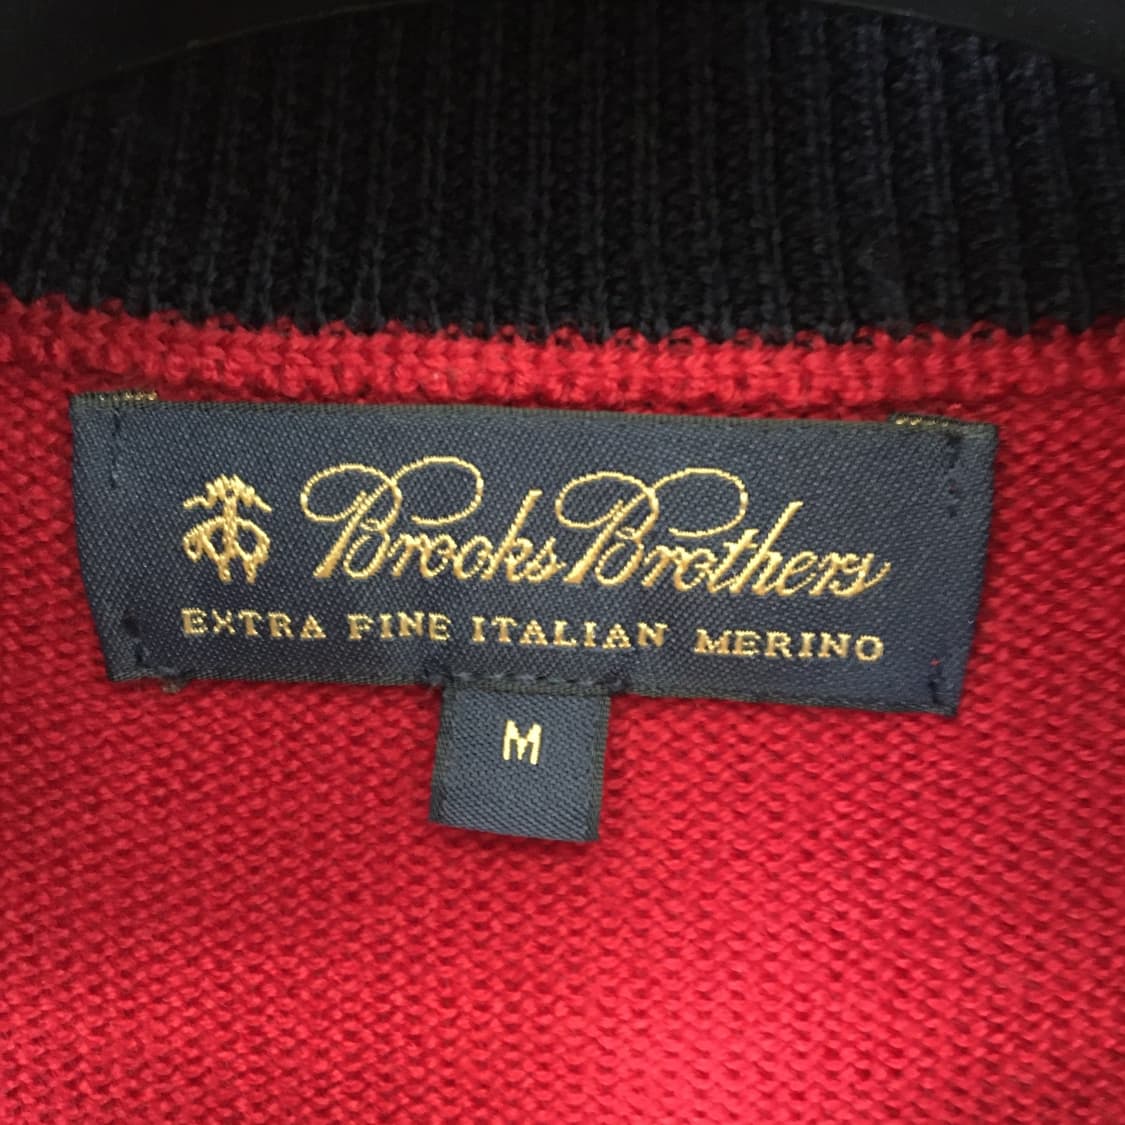 Brooks Brothers
EXTRA FINE ITALIAN MERINO
M